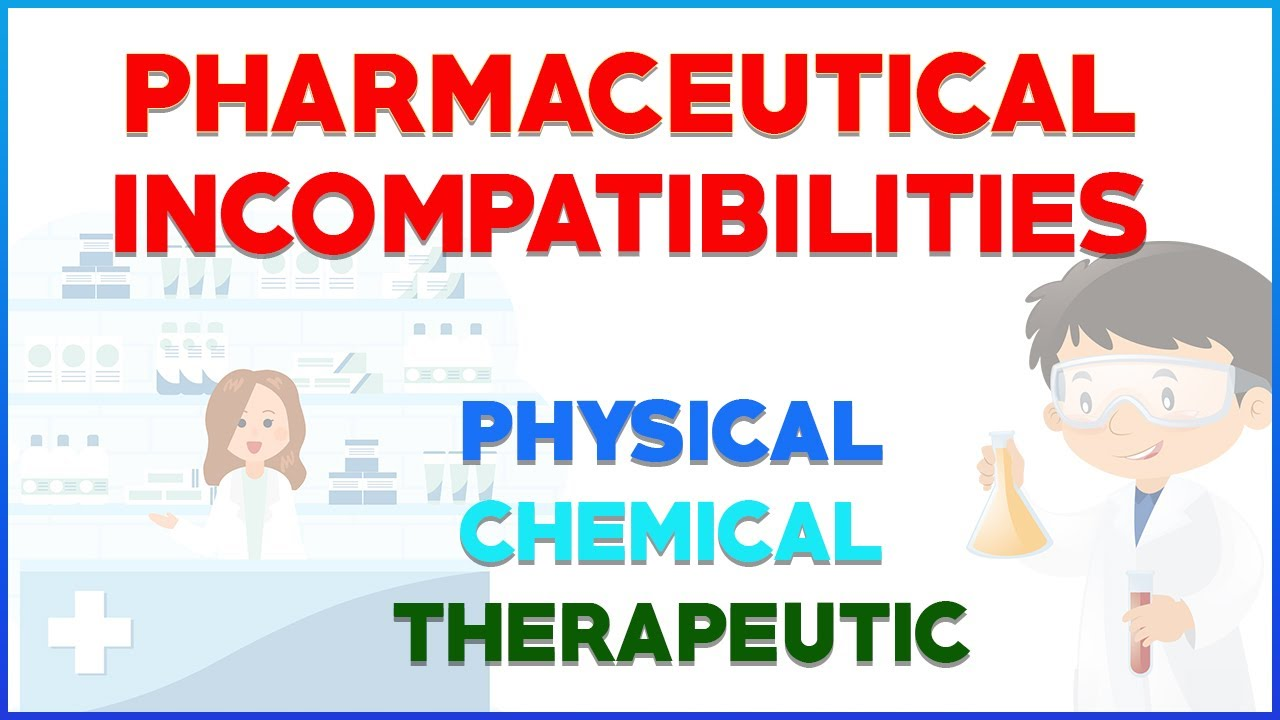 PHARMACEUTICAL
INCOMPATIBILITIES
PHYSICAL
CHEMICAL
THERAPEUTIC